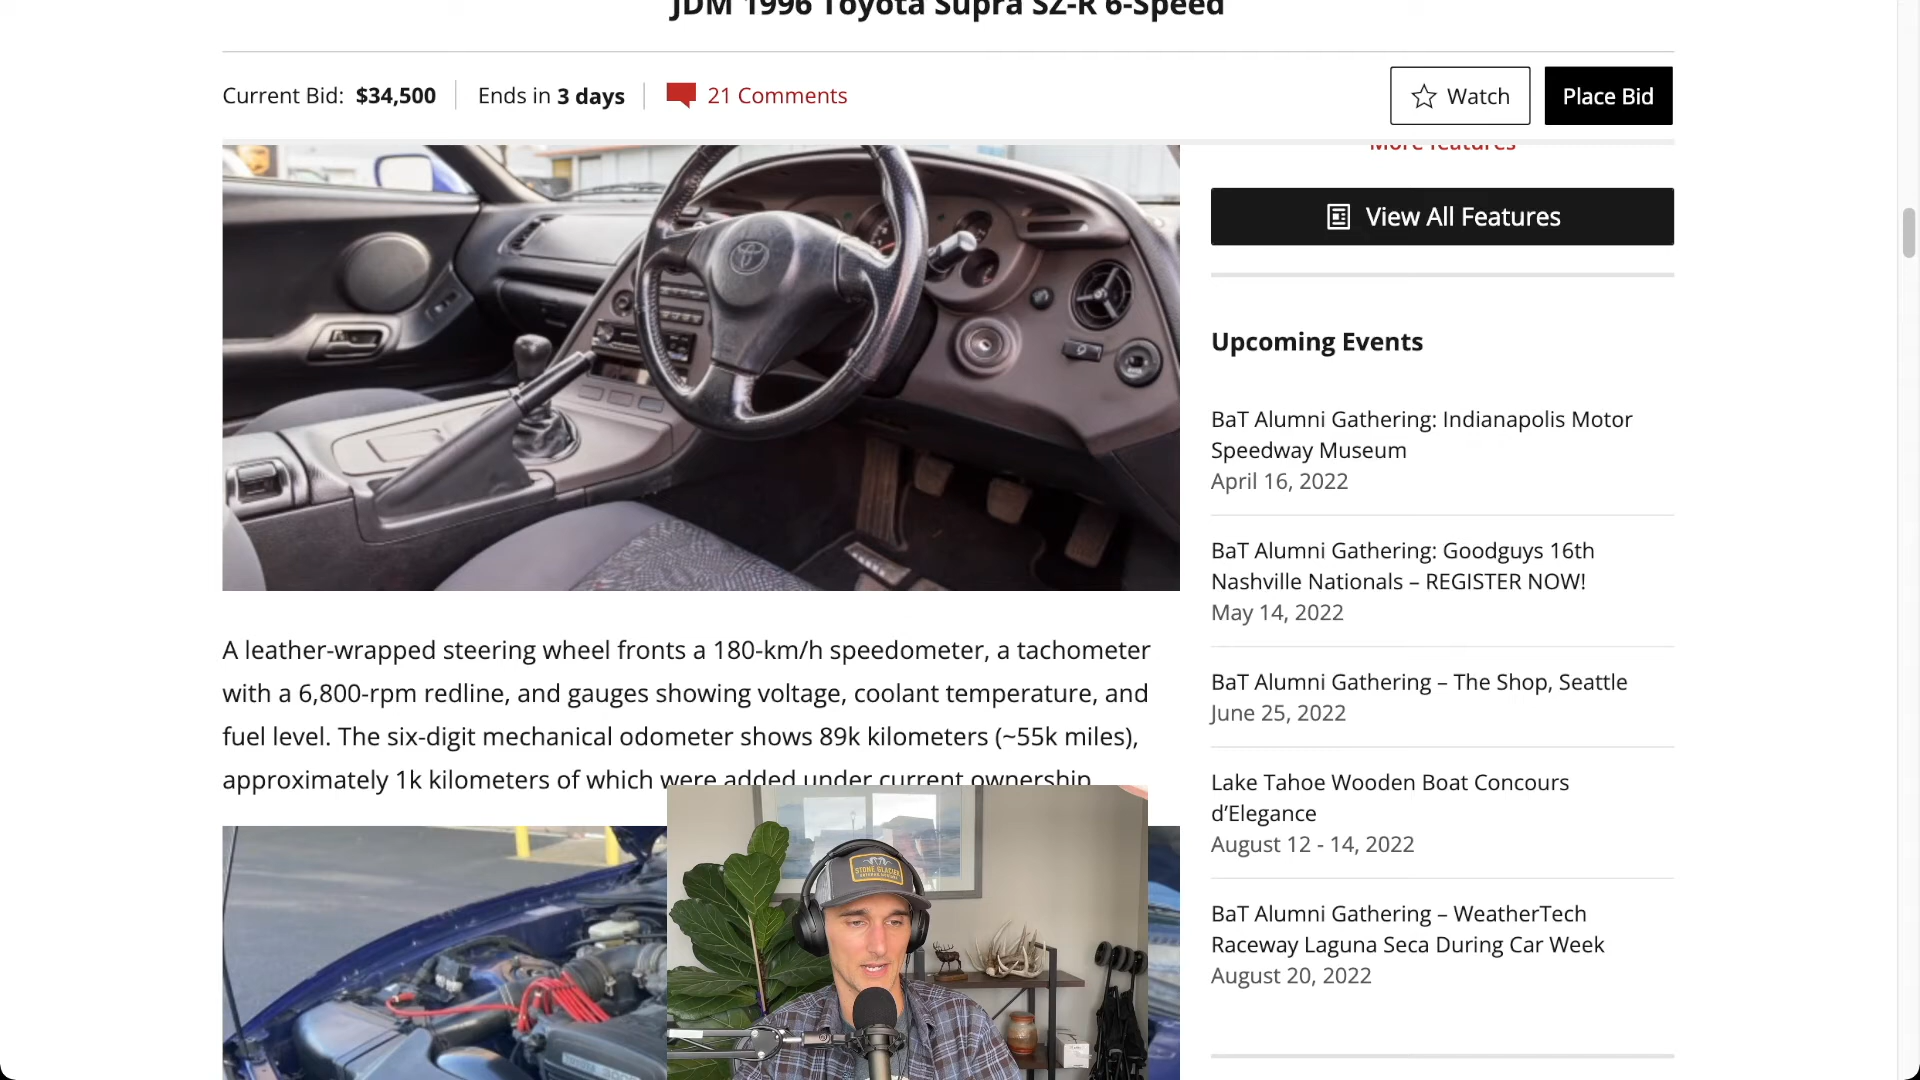 JDM 1996 Toyota Supra SZ-R 6-Speed
Current Bid: $34,500
Ends in 3 days
21 Comments
Watch
Place Bid
More features
View All Features
Upcoming Events
BaT Alumni Gathering: Indianapolis Motor
Speedway Museum
April 16, 2022
BaT Alumni Gathering: Goodguys 16th
Nashville Nationals – REGISTER NOW!
May 14, 2022
BaT Alumni Gathering – The Shop, Seattle
June 25, 2022
Lake Tahoe Wooden Boat Concours
d’Elegance
August 12 - 14, 2022
BaT Alumni Gathering – WeatherTech
Raceway Laguna Seca During Car Week
August 20, 2022
A leather-wrapped steering wheel fronts a 180-km/h speedometer, a tachometer
with a 6,800-rpm redline, and gauges showing voltage, coolant temperature, and
fuel level. The six-digit mechanical odometer shows 89k kilometers (~55k miles),
approximately 1k kilometers of which were added under current ownership.
STONE GLACIER